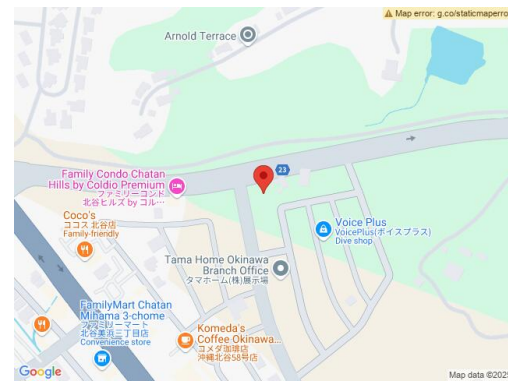 Map error: g.co/staticmaperro
Arnold Terrace
23
Family Condo Chatan
Hills by Coldio Premium
ファミリーコンド
北谷ヒルズ by コル…
Coco's
ココス 北谷店
Family-friendly
Voice Plus
VoicePlus(ボイスプラス)
Dive shop
Tama Home Okinawa
Branch Office
タマホーム(株)展示場
FamilyMart Chatan
Mihama 3-chome
ファミリーマート
北谷美浜三丁目店
Convenience store
Komeda's
Coffee Okinawa...
コメダ珈琲店
沖縄北谷58号店
Google
Map data ©2025